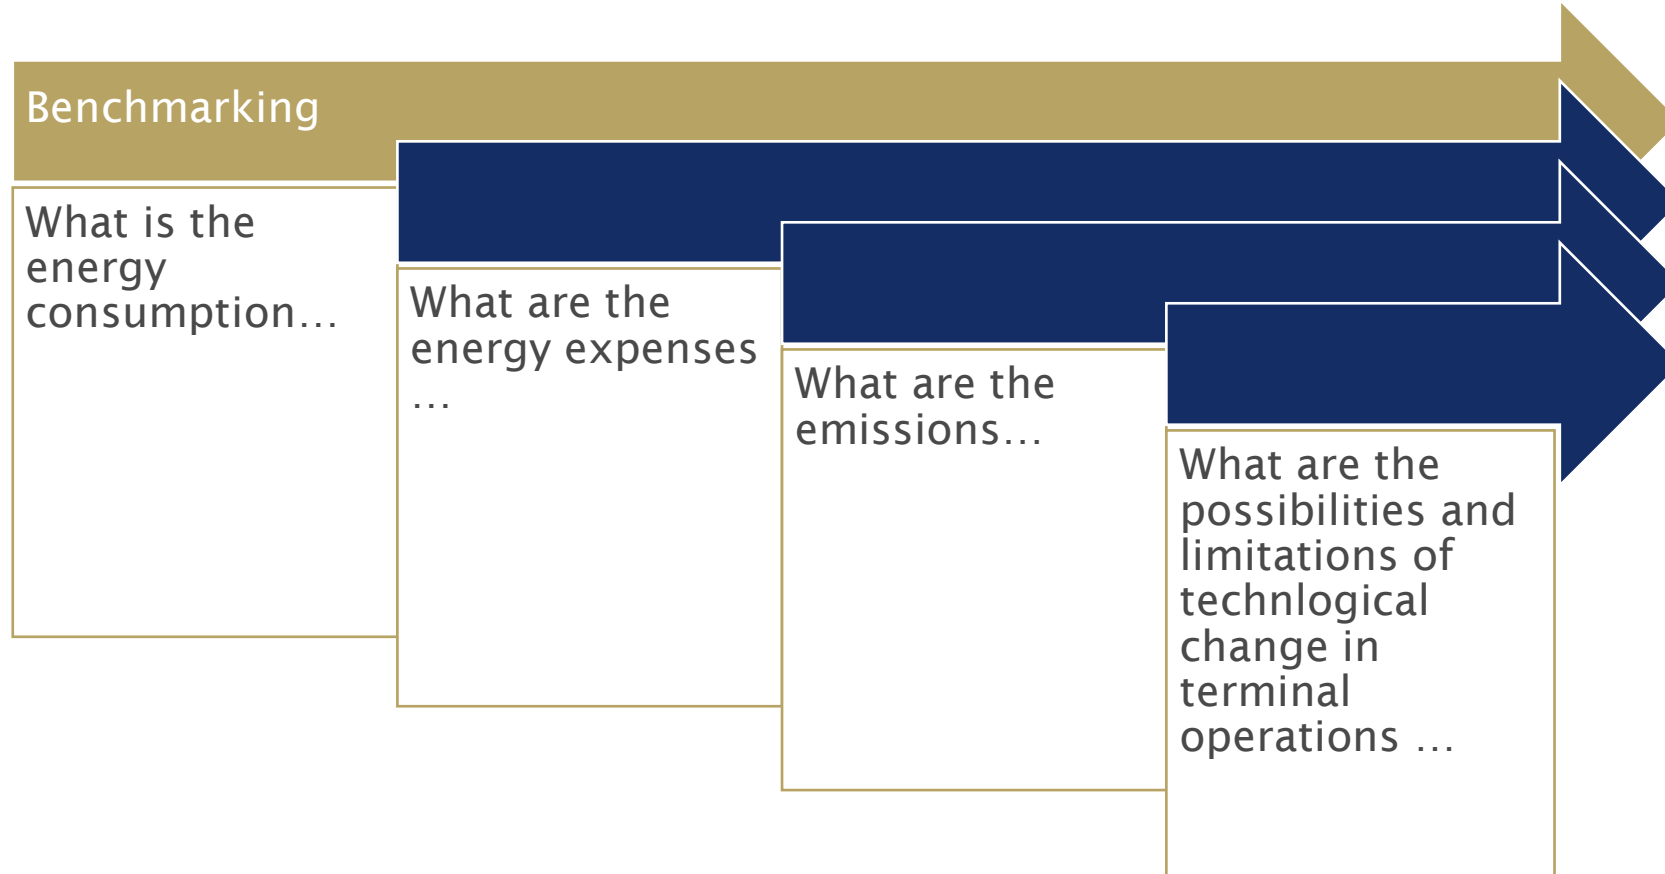 Benchmarking
What is the
energy
consumption…
What are the
energy expenses
…
What are the
emissions…
What are the
possibilities and
limitations of
technlogical
change in
terminal
operations …